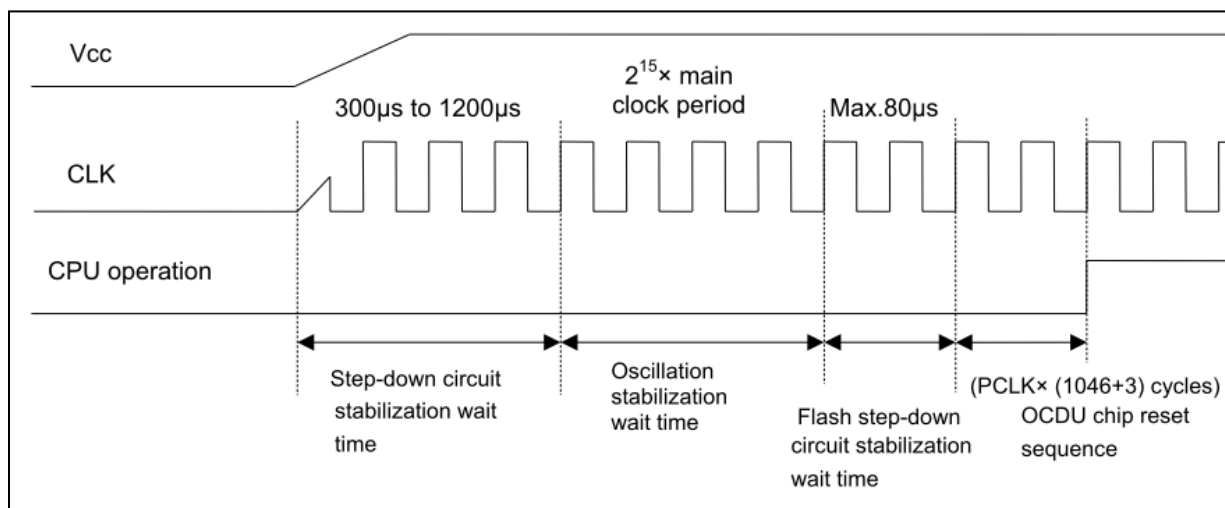 Vcc
2¹⁵× main
clock period
300μs to 1200μs
Max.80μs
CLK
CPU operation
Step-down circuit
stabilization wait
time
Oscillation
stabilization
wait time
Flash step-down
circuit stabilization
wait time
(PCLK× (1046+3) cycles)
OCDU chip reset
sequence